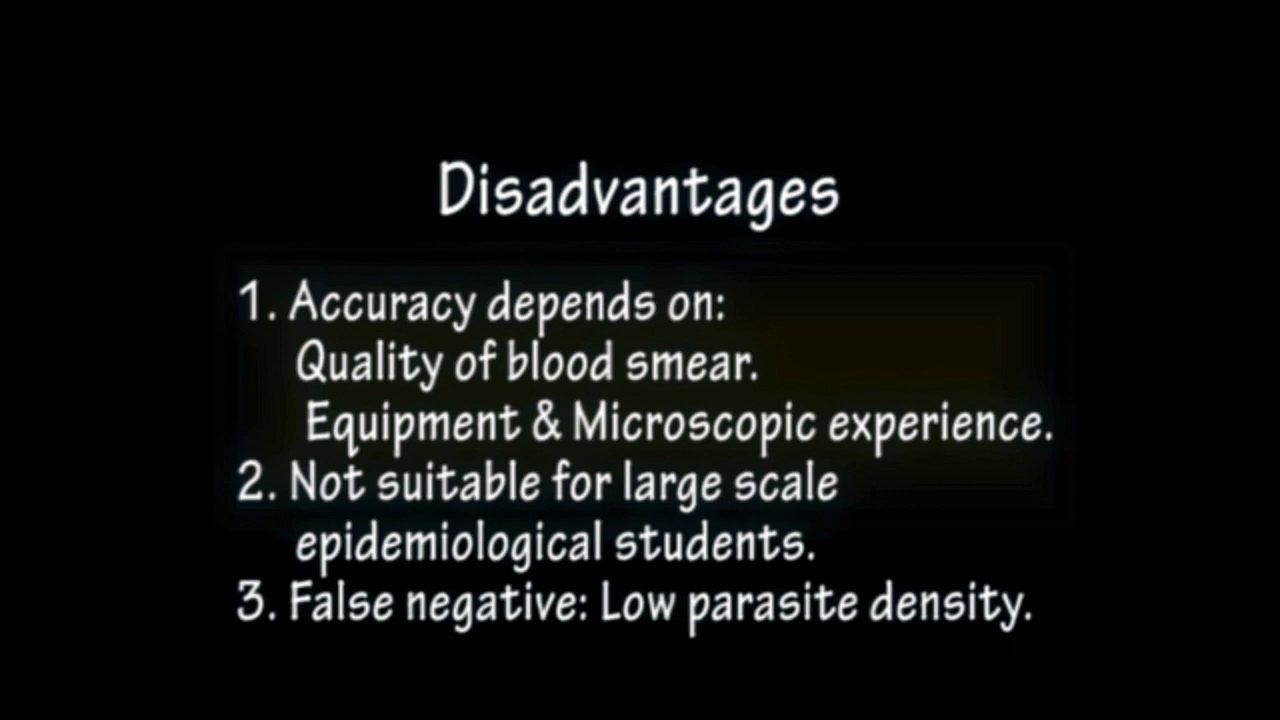 Disadvantages
1. Accuracy depends on:
Quality of blood smear.
Equipment & Microscopic experience.
2. Not suitable for large scale
epidemiological students.
3. False negative: Low parasite density.